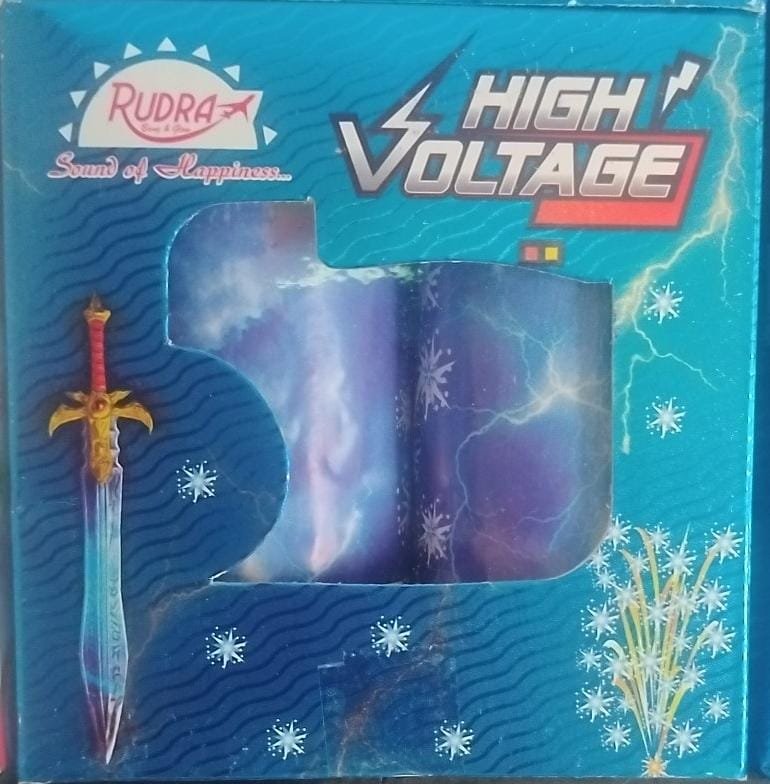 RUDRA
Sound of Happiness...
HIGH
VOLTAGE